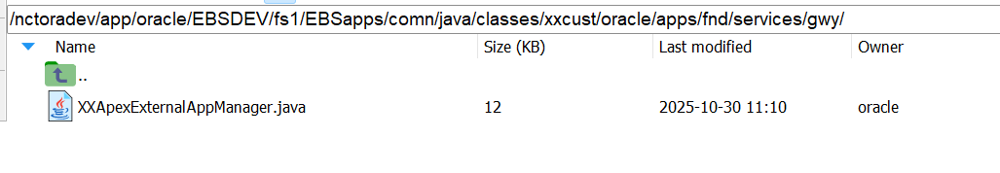 /nctoradev/app/oracle/EBSDEV/fs1/EBSapps/comn/java/classes/xxcust/oracle/apps/fnd/services/gwy/
Name Size (KB) Last modified Owner
..
XXApexExternalAppManager.java 12 2025-10-30 11:10 oracle